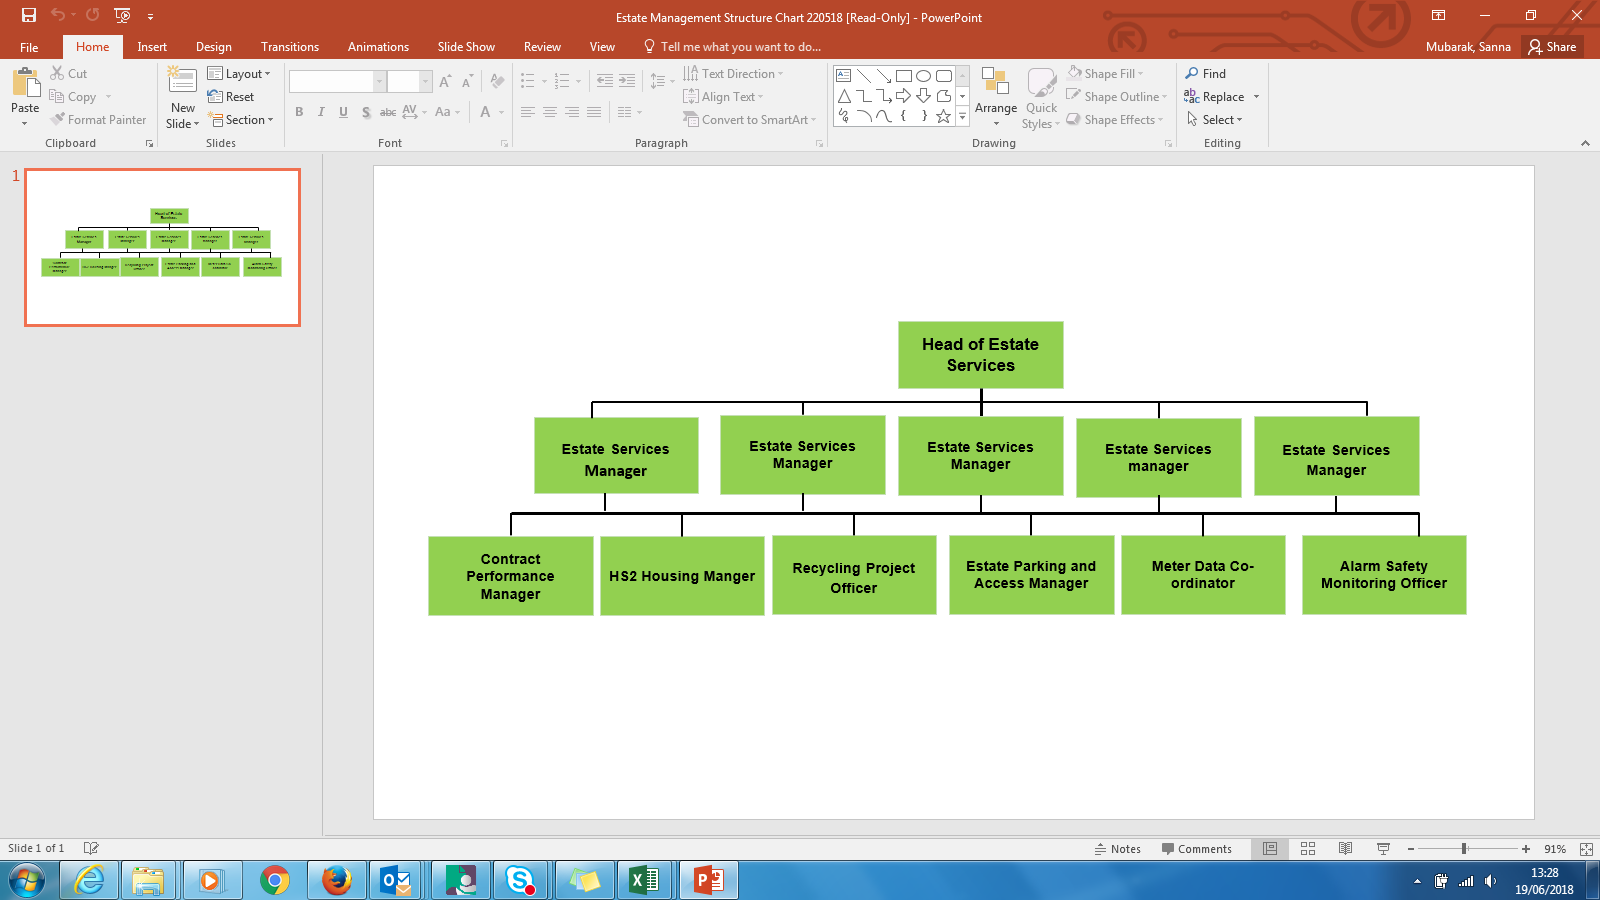 Estate Management Structure Chart 220518 [Read-Only] - PowerPoint
File Home Insert Design Transitions Animations Slide Show Review View Tell me what you want to do... Mubarak, Sanna Share
Paste
Cut
Copy
Format Painter
Clipboard
New
Slide
Layout
Reset
Section
Slides
B I U S abc AV Aa A
Font
Text Direction
Align Text
Convert to SmartArt
Paragraph
Arrange
Quick
Styles
Shape Fill
Shape Outline
Shape Effects
Drawing
Find
Replace
Select
Editing
1
Head of Estate
Services
Estate Services
Manager
Estate Services
Manager
Estate Services
Manager
Estate Services
manager
Estate Services
Manager
Contract
Performance
Manager
HS2 Housing Manger
Recycling Project
Officer
Estate Parking and
Access Manager
Meter Data Co-
ordinator
Alarm Safety
Monitoring Officer
Slide 1 of 1 Notes Comments 91%
13:28
19/06/2018